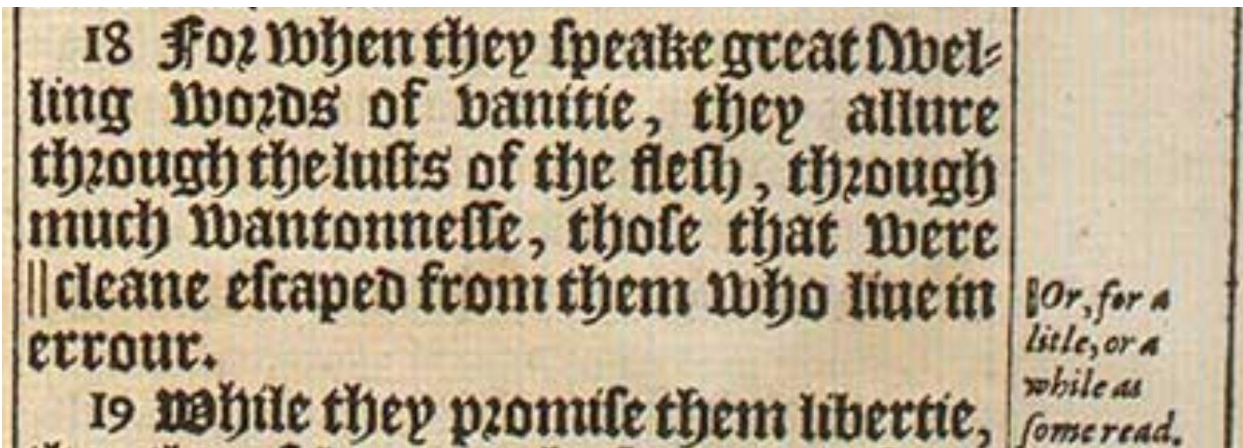 18 For when they ſpeake great ſwel-
ling words of vanitie, they allure
through the luſts of the fleſh, through
much wantonneſſe, thoſe that were
||cleane eſcaped from them who liue in
errour.
19 While they promiſe them libertie,
||Or, for a
litle, or a
while as
ſome read.